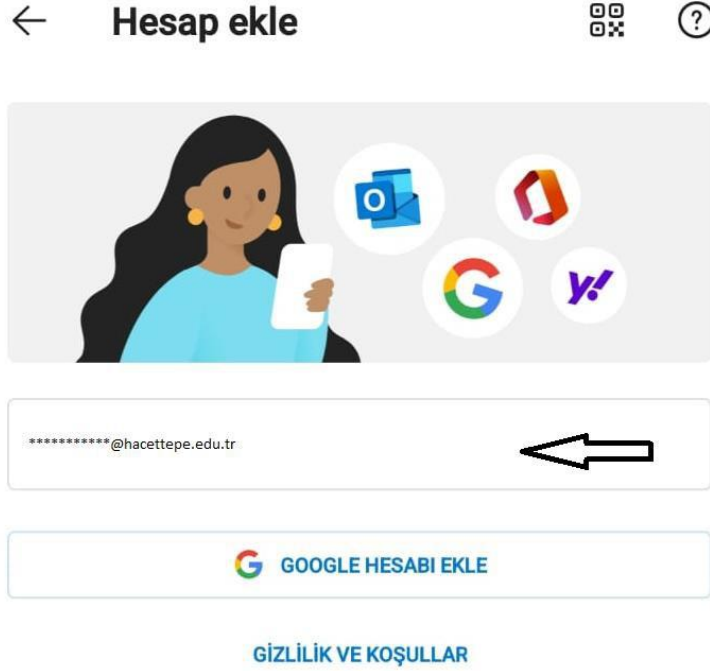 Hesap ekle
***********@hacettepe.edu.tr
GOOGLE HESABI EKLE
GİZLİLİK VE KOŞULLAR